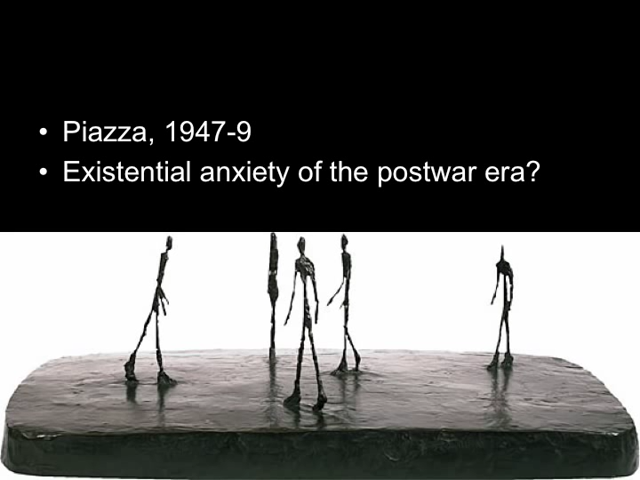 • Piazza, 1947-9
• Existential anxiety of the postwar era?